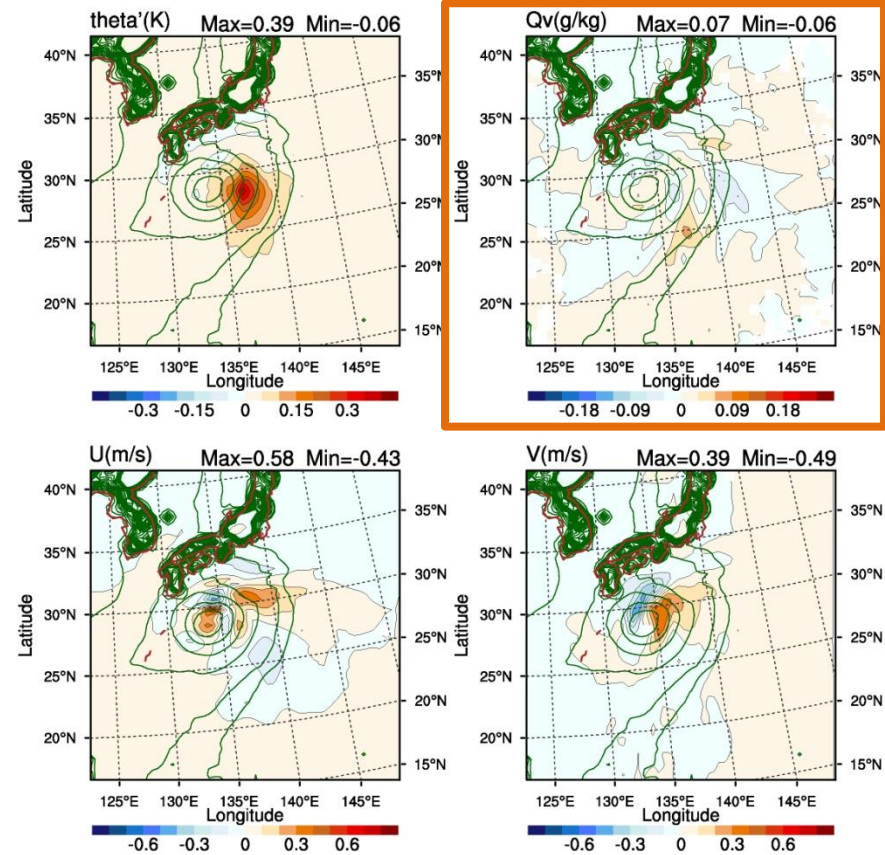 theta'(K) Max=0.39 Min=-0.06
40°N
35°N
30°N
25°N
20°N
35°N
30°N
25°N
20°N
15°N
Latitude
125°E 130°E 135°E 140°E 145°E
Longitude
-0.3 -0.15 0 0.15 0.3
Qv(g/kg) Max=0.07 Min=-0.06
40°N
35°N
30°N
25°N
20°N
35°N
30°N
25°N
20°N
15°N
Latitude
125°E 130°E 135°E 140°E 145°E
Longitude
-0.18 -0.09 0 0.09 0.18
U(m/s) Max=0.58 Min=-0.43
40°N
35°N
30°N
25°N
20°N
35°N
30°N
25°N
20°N
15°N
Latitude
125°E 130°E 135°E 140°E 145°E
Longitude
-0.6 -0.3 0 0.3 0.6
V(m/s) Max=0.39 Min=-0.49
40°N
35°N
30°N
25°N
20°N
35°N
30°N
25°N
20°N
15°N
Latitude
125°E 130°E 135°E 140°E 145°E
Longitude
-0.6 -0.3 0 0.3 0.6